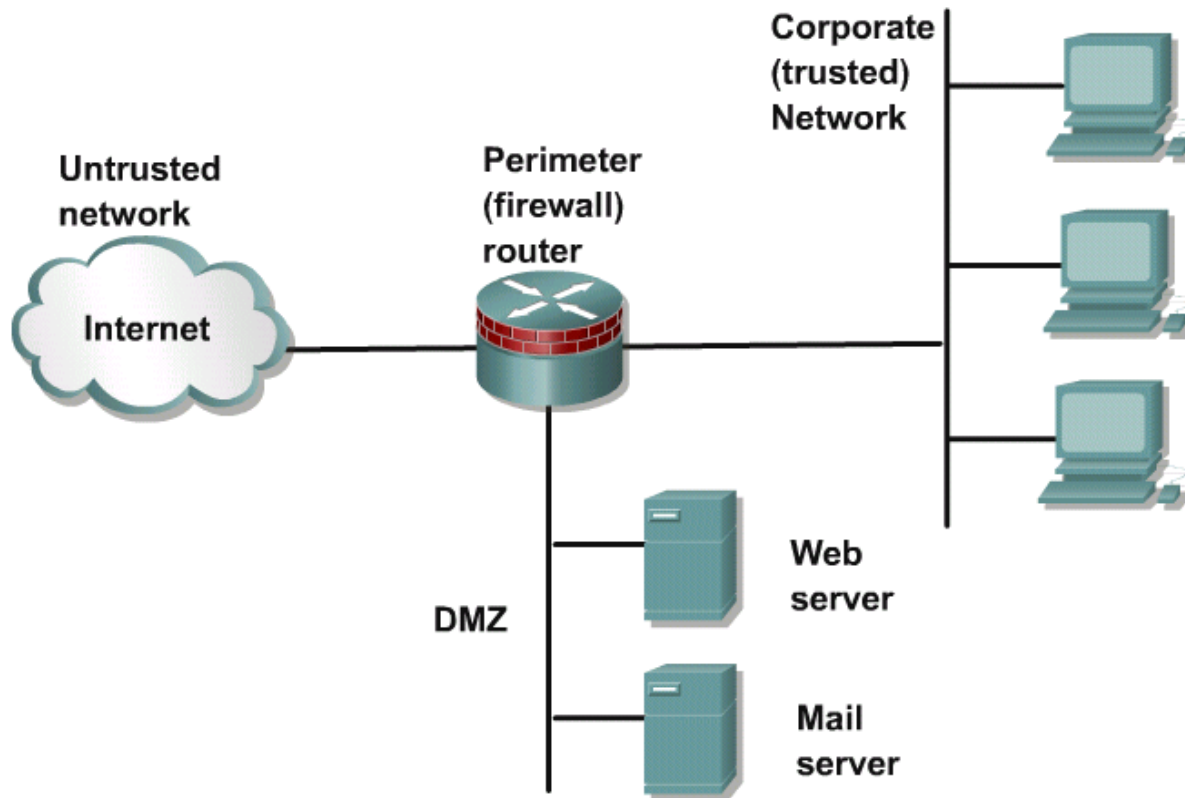 Untrusted
network
Internet
Perimeter
(firewall)
router
Corporate
(trusted)
Network
DMZ
Web
server
Mail
server